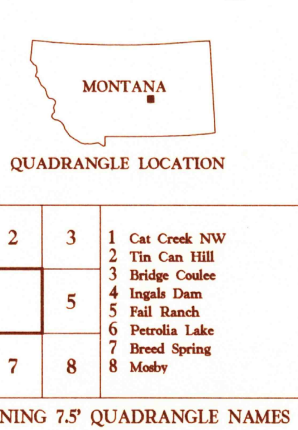 MONTANA
QUADRANGLE LOCATION
2 3
5
7 8
1 Cat Creek NW
2 Tin Can Hill
3 Bridge Coulee
4 Ingals Dam
5 Fail Ranch
6 Petrolia Lake
7 Breed Spring
8 Mosby
NING 7.5' QUADRANGLE NAMES